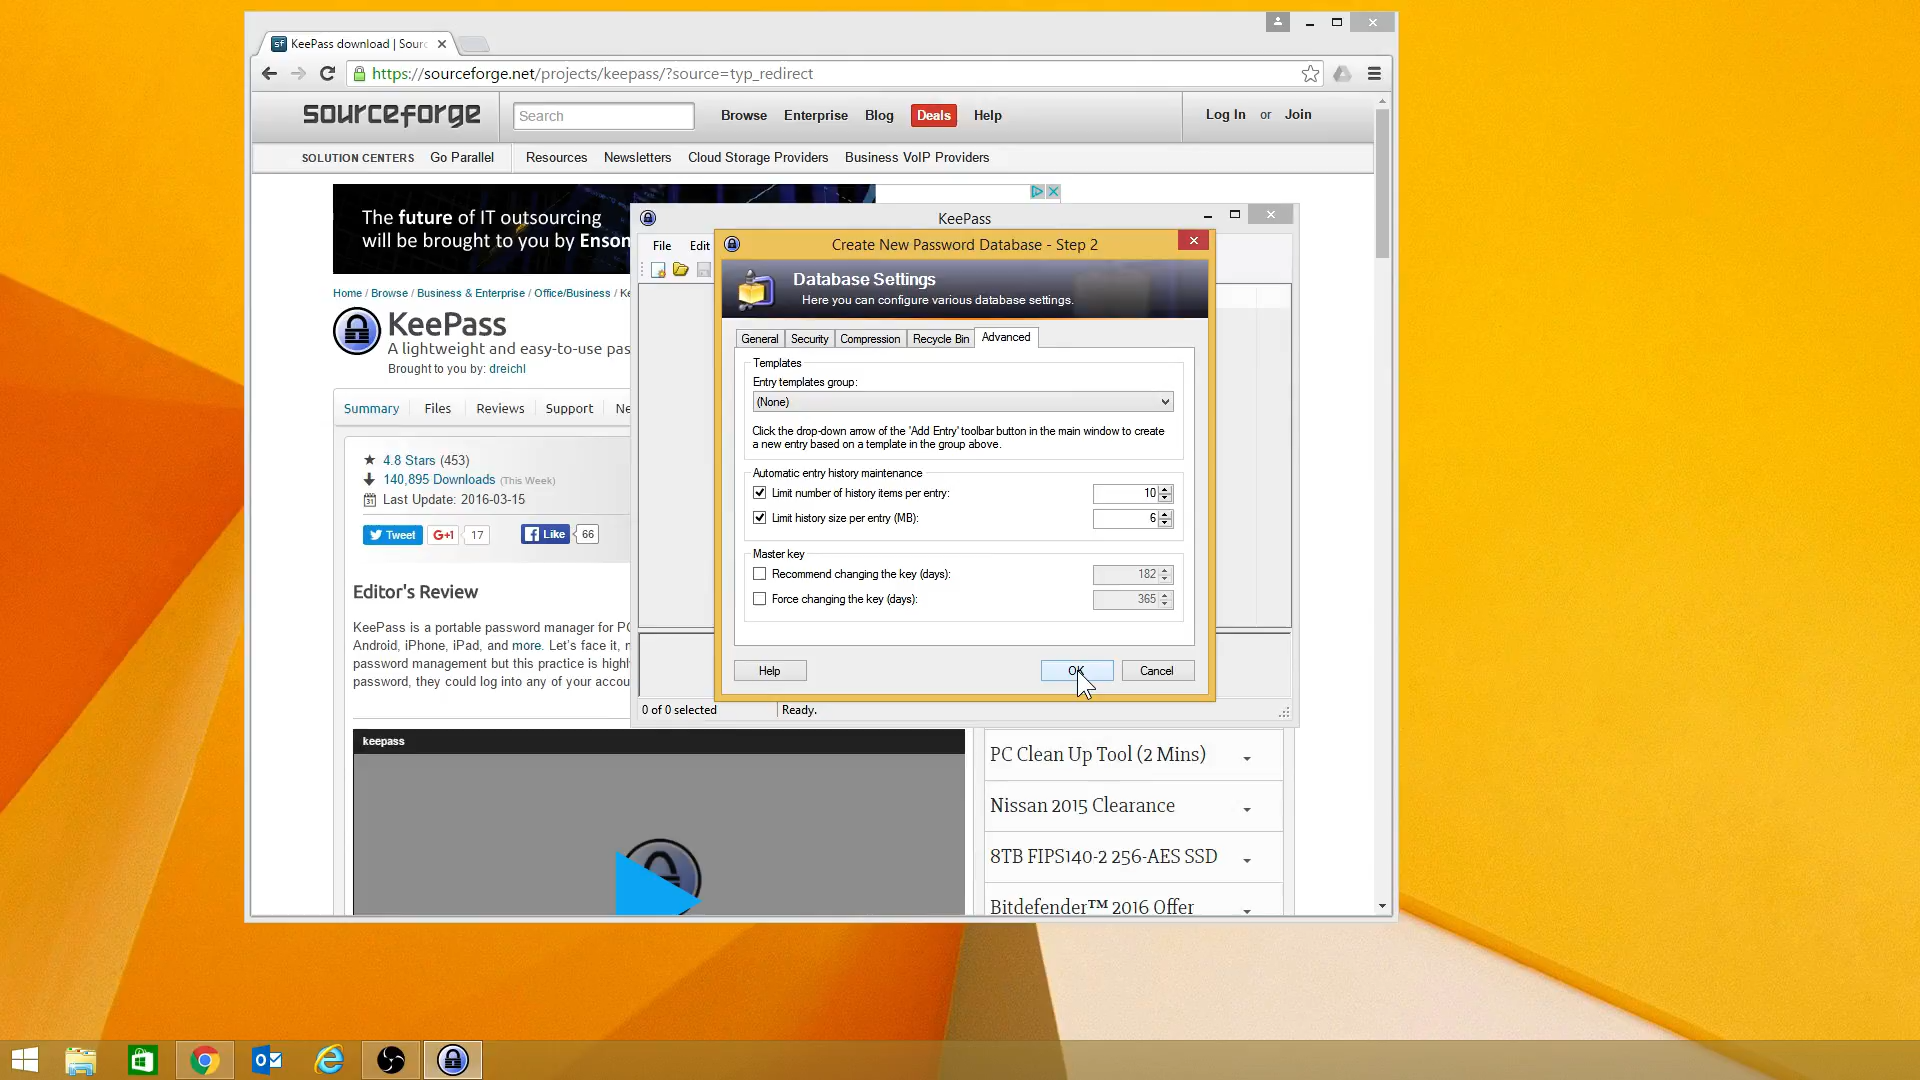 KeePass download | Sourc
https://sourceforge.net/projects/keepass/?source=typ_redirect
sourceforge
Search
Browse Enterprise Blog Deals Help
Log In or Join
SOLUTION CENTERS Go Parallel Resources Newsletters Cloud Storage Providers Business VoIP Providers
The future of IT outsourcing
will be brought to you by Enson
Home / Browse / Business & Enterprise / Office/Business / Ke
KeePass
A lightweight and easy-to-use pas
Brought to you by: dreichl
Summary Files Reviews Support Ne
4.8 Stars (453)
140,895 Downloads (This Week)
Last Update: 2016-03-15
Tweet G+1 17 Like 66
Editor's Review
KeePass is a portable password manager for PC
Android, iPhone, iPad, and more. Let's face it, n
password management but this practice is highl
password, they could log into any of your accou
keepass
KeePass
File Edit
Create New Password Database - Step 2
Database Settings
Here you can configure various database settings.
General Security Compression Recycle Bin Advanced
Templates
Entry templates group:
(None)
Click the drop-down arrow of the 'Add Entry' toolbar button in the main window to create
a new entry based on a template in the group above.
Automatic entry history maintenance
Limit number of history items per entry: 10
Limit history size per entry (MB): 6
Master key
Recommend changing the key (days): 182
Force changing the key (days): 365
Help OK Cancel
0 of 0 selected Ready.
PC Clean Up Tool (2 Mins)
Nissan 2015 Clearance
8TB FIPS140-2 256-AES SSD
Bitdefender™ 2016 Offer